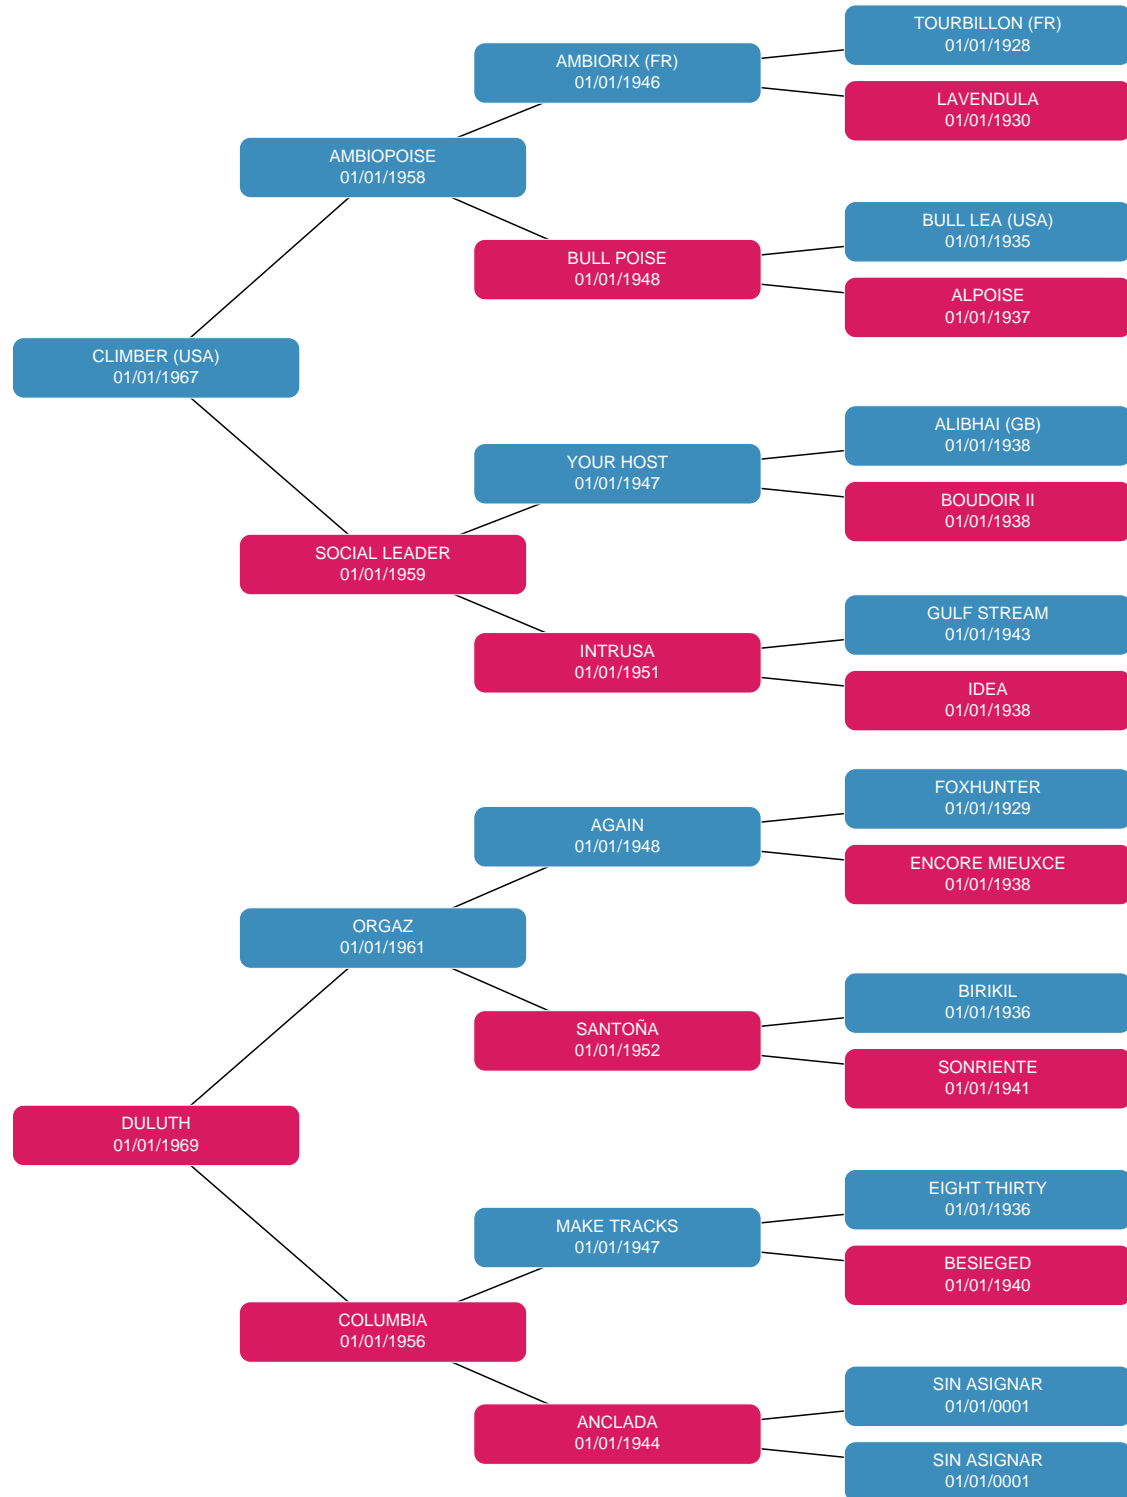 TOURBILLON (FR)
01/01/1928
AMBIORIX (FR)
01/01/1946
LAVENDULA
01/01/1930
AMBIOPOISE
01/01/1958
BULL LEA (USA)
01/01/1935
BULL POISE
01/01/1948
ALPOISE
01/01/1937
CLIMBER (USA)
01/01/1967
ALIBHAI (GB)
01/01/1938
YOUR HOST
01/01/1947
BOUDOIR II
01/01/1938
SOCIAL LEADER
01/01/1959
GULF STREAM
01/01/1943
INTRUSA
01/01/1951
IDEA
01/01/1938
FOXHUNTER
01/01/1929
AGAIN
01/01/1948
ENCORE MIEUXCE
01/01/1938
ORGAZ
01/01/1961
BIRIKIL
01/01/1936
SANTOÑA
01/01/1952
SONRIENTE
01/01/1941
DULUTH
01/01/1969
EIGHT THIRTY
01/01/1936
MAKE TRACKS
01/01/1947
BESIEGED
01/01/1940
COLUMBIA
01/01/1956
SIN ASIGNAR
01/01/0001
ANCLADA
01/01/1944
SIN ASIGNAR
01/01/0001